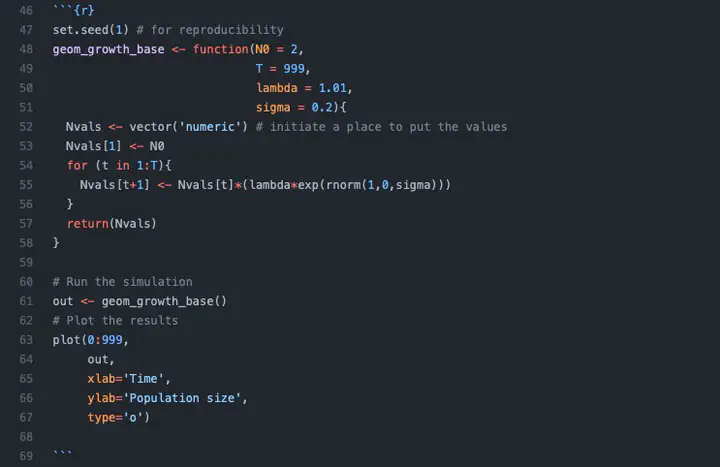 46 ```{r}
47 set.seed(1) # for reproducibility
48 geom_growth_base <- function(N0 = 2,
49                              T = 999,
50                              lambda = 1.01,
51                              sigma = 0.2){
52   Nvals <- vector('numeric') # initiate a place to put the values
53   Nvals[1] <- N0
54   for (t in 1:T){
55     Nvals[t+1] <- Nvals[t]*(lambda*exp(rnorm(1,0,sigma)))
56   }
57   return(Nvals)
58 }
59
60 # Run the simulation
61 out <- geom_growth_base()
62 # Plot the results
63 plot(0:999,
64      out,
65      xlab='Time',
66      ylab='Population size',
67      type='o')
68
69 ```